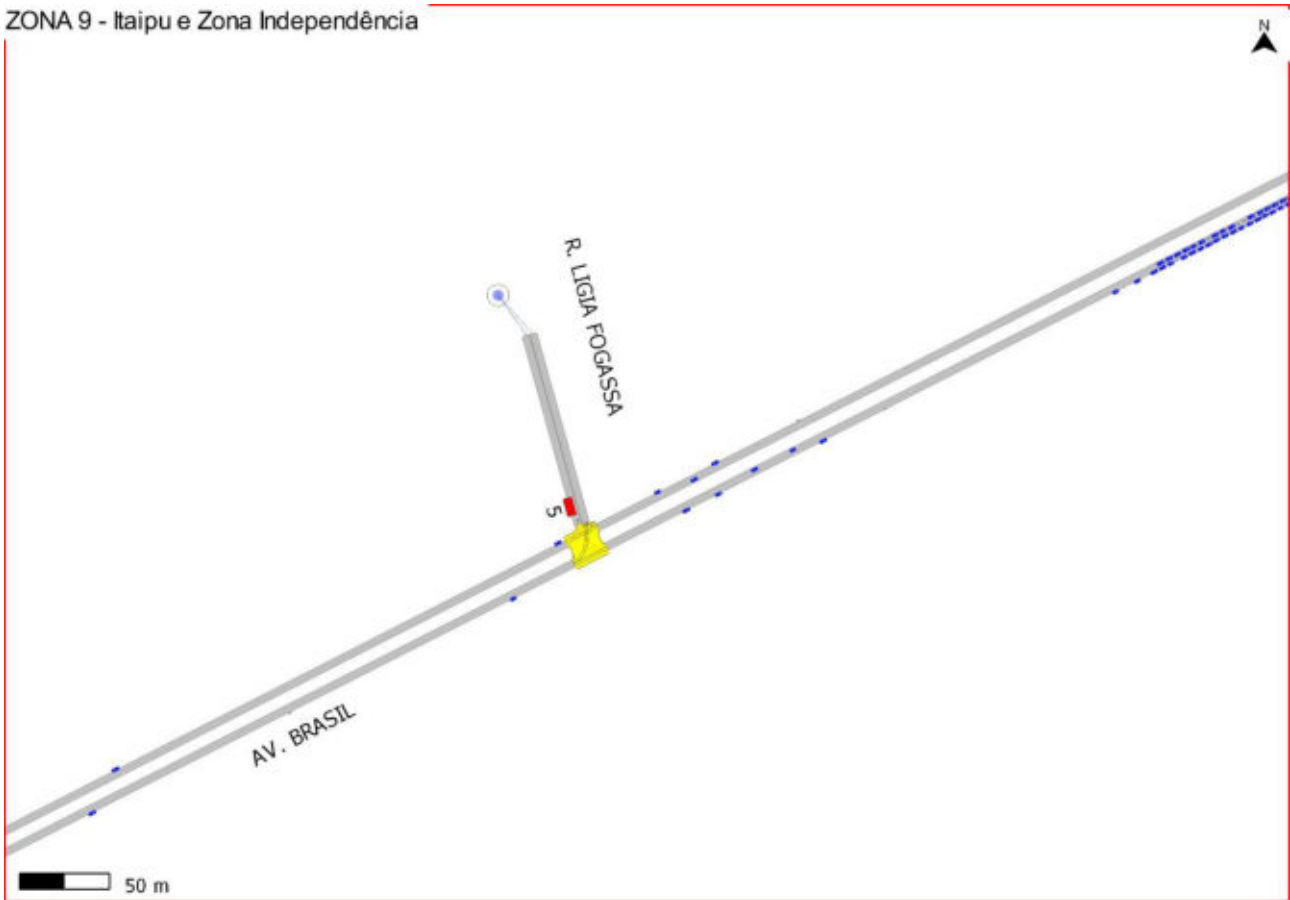 ZONA 9 - Itaipu e Zona Independência
N
R. LIGIA FOGASSA
5
AV. BRASIL
50 m